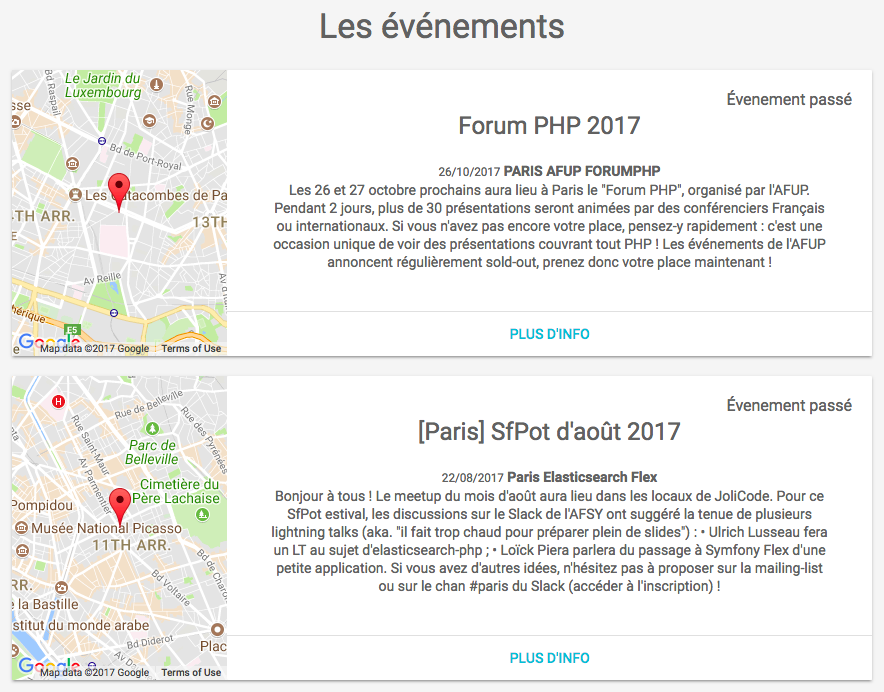 Les événements
Le Jardin du
Luxembourg
Bd Raspail
Rue Monge
sse
Bd de Port-Royal
Les Catacombes de Pa
TH ARR.
13TH
E
Av Reille
Av d'It
hérique
E5
e
Google
Map data ©2017 Google
Terms of Use
Évenement passé
Forum PHP 2017
26/10/2017 PARIS AFUP FORUMPHP
Les 26 et 27 octobre prochains aura lieu à Paris le "Forum PHP", organisé par l'AFUP.
Pendant 2 jours, plus de 30 présentations seront animées par des conférenciers Français
ou internationaux. Si vous n'avez pas encore votre place, pensez-y rapidement : c'est une
occasion unique de voir des présentations couvrant tout PHP ! Les événements de l'AFUP
annoncent régulièrement sold-out, prenez donc votre place maintenant !
PLUS D'INFO
H
Rue de Belleville
Rue des Pyrénées
Rue Saint-Maur
Parc de
Belleville
Av Parmentier
Cimetière du
Père Lachaise
Pompidou
Musée National Picasso
11TH ARR.
Bd de Charon
RR.
Bd Voltaire
e la Bastille
stitut du monde arabe
Bd Diderot
Plac
Av Da
Google
Map data ©2017 Google
Terms of Use
Évenement passé
[Paris] SfPot d'août 2017
22/08/2017 Paris Elasticsearch Flex
Bonjour à tous ! Le meetup du mois d'août aura lieu dans les locaux de JoliCode. Pour ce
SfPot estival, les discussions sur le Slack de l'AFSY ont suggéré la tenue de plusieurs
lightning talks (aka. "il fait trop chaud pour préparer plein de slides") : • Ulrich Lusseau fera
un LT au sujet d'elasticsearch-php ; • Loïck Piera parlera du passage à Symfony Flex d'une
petite application. Si vous avez d'autres idées, n'hésitez pas à proposer sur la mailing-list
ou sur le chan #paris du Slack (accéder à l'inscription) !
PLUS D'INFO